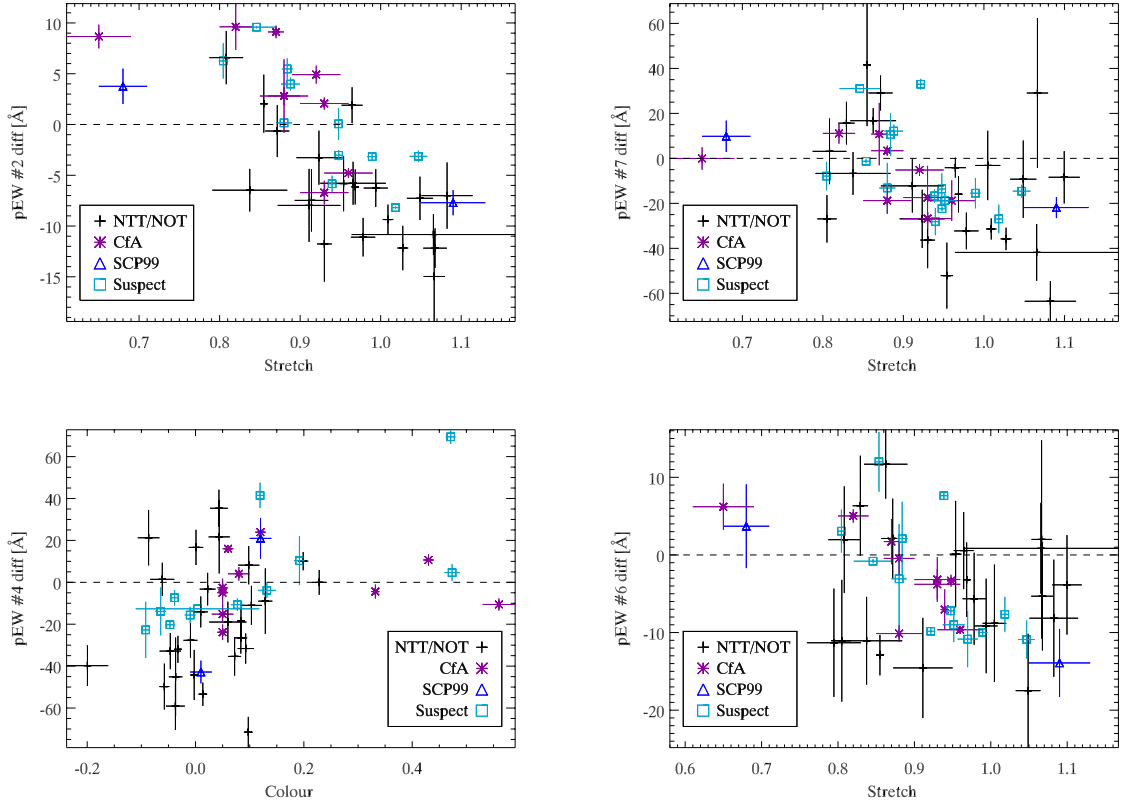 10
5
0
-5
-10
-15
pEW #2 diff [Å]
NTT/NOT
CfA
SCP99
Suspect
0.7 0.8 0.9 1.0 1.1
Stretch
60
40
20
0
-20
-40
-60
pEW #7 diff [Å]
NTT/NOT
CfA
SCP99
Suspect
0.7 0.8 0.9 1.0 1.1
Stretch
60
40
20
0
-20
-40
-60
pEW #4 diff [Å]
NTT/NOT
CfA
SCP99
Suspect
-0.2 0.0 0.2 0.4
Colour
10
0
-10
-20
pEW #6 diff [Å]
NTT/NOT
CfA
SCP99
Suspect
0.6 0.7 0.8 0.9 1.0 1.1
Stretch